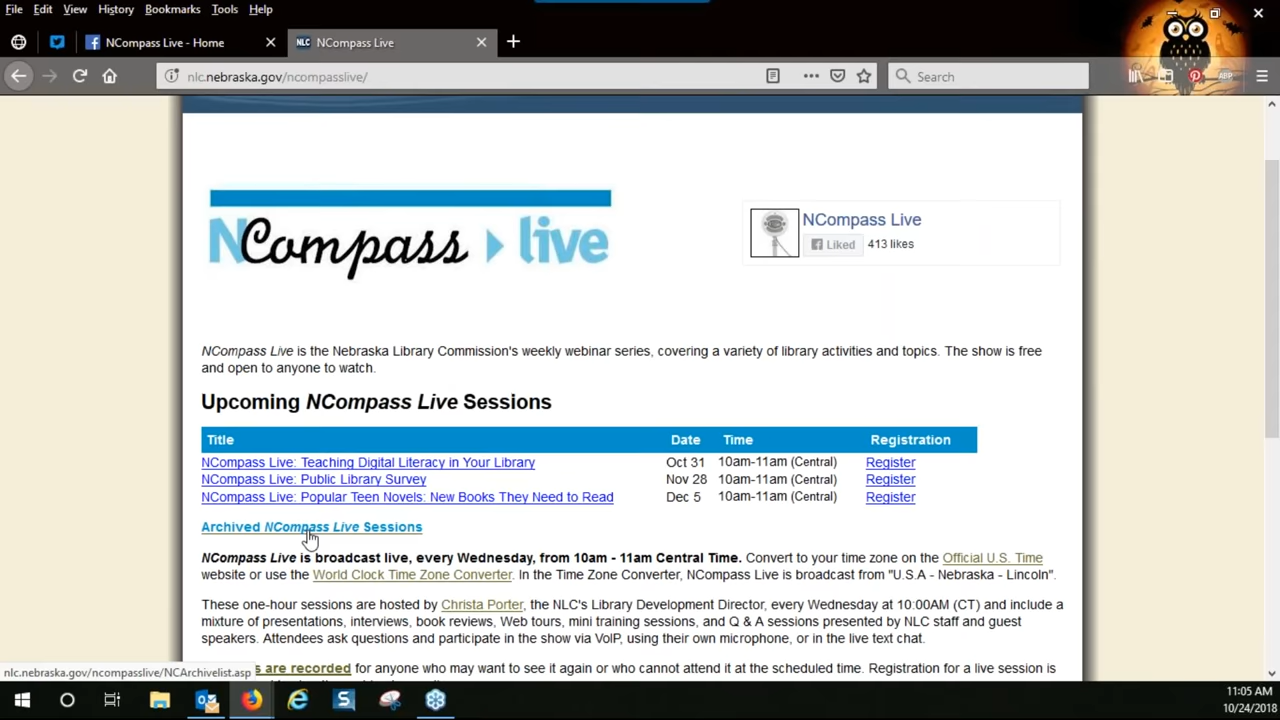 File Edit View History Bookmarks Tools Help
NCompass Live - Home
NLC NCompass Live
nlc.nebraska.gov/ncompasslive/
Search
ABP
NCompass live
NCompass Live
Liked 413 likes
NCompass Live is the Nebraska Library Commission's weekly webinar series, covering a variety of library activities and topics. The show is free
and open to anyone to watch.
Upcoming NCompass Live Sessions
Title Date Time Registration
NCompass Live: Teaching Digital Literacy in Your Library Oct 31 10am-11am (Central) Register
NCompass Live: Public Library Survey Nov 28 10am-11am (Central) Register
NCompass Live: Popular Teen Novels: New Books They Need to Read Dec 5 10am-11am (Central) Register
Archived NCompass Live Sessions
NCompass Live is broadcast live, every Wednesday, from 10am - 11am Central Time. Convert to your time zone on the Official U.S. Time
website or use the World Clock Time Zone Converter. In the Time Zone Converter, NCompass Live is broadcast from "U.S.A - Nebraska - Lincoln".
These one-hour sessions are hosted by Christa Porter, the NLC's Library Development Director, every Wednesday at 10:00AM (CT) and include a
mixture of presentations, interviews, book reviews, Web tours, mini training sessions, and Q & A sessions presented by NLC staff and guest
speakers. Attendees ask questions and participate in the show via VoIP, using their own microphone, or in the live text chat.
nlc.nebraska.gov/ncompasslive/NCArchivelist.asp
s are recorded for anyone who may want to see it again or who cannot attend it at the scheduled time. Registration for a live session is
11:05 AM
10/24/2018